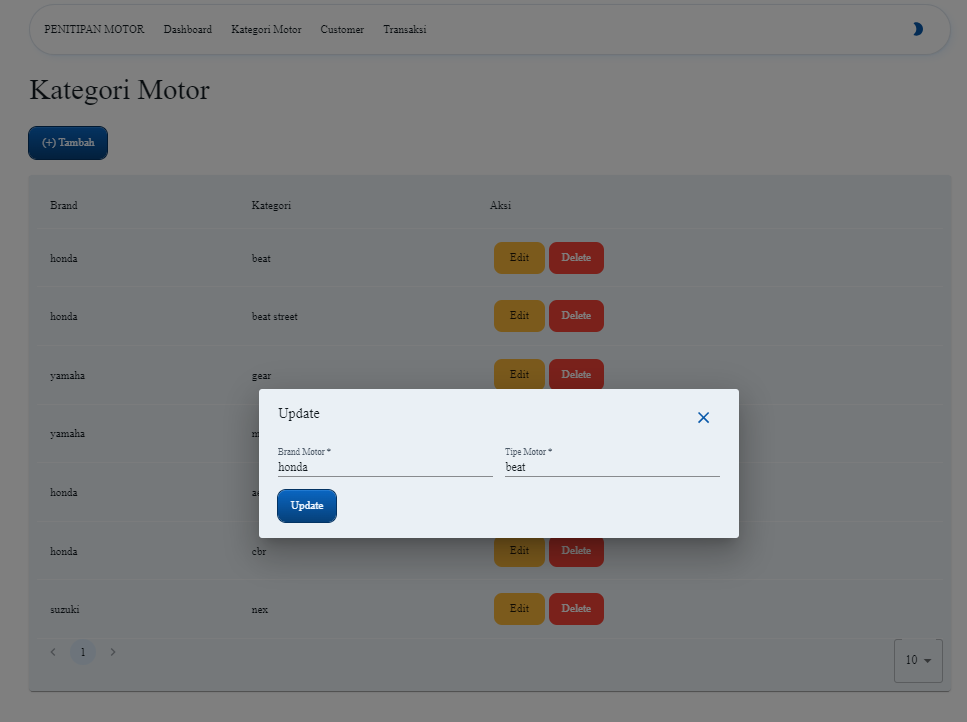 PENITIPAN MOTOR Dashboard Kategori Motor Customer Transaksi
Kategori Motor
(+) Tambah
Brand Kategori Aksi
honda beat Edit Delete
honda beat street Edit Delete
yamaha gear Edit Delete
Update
yamaha
Brand Motor * Tipe Motor *
honda beat
honda
Update
honda cbr Edit Delete
suzuki nex Edit Delete
1
10